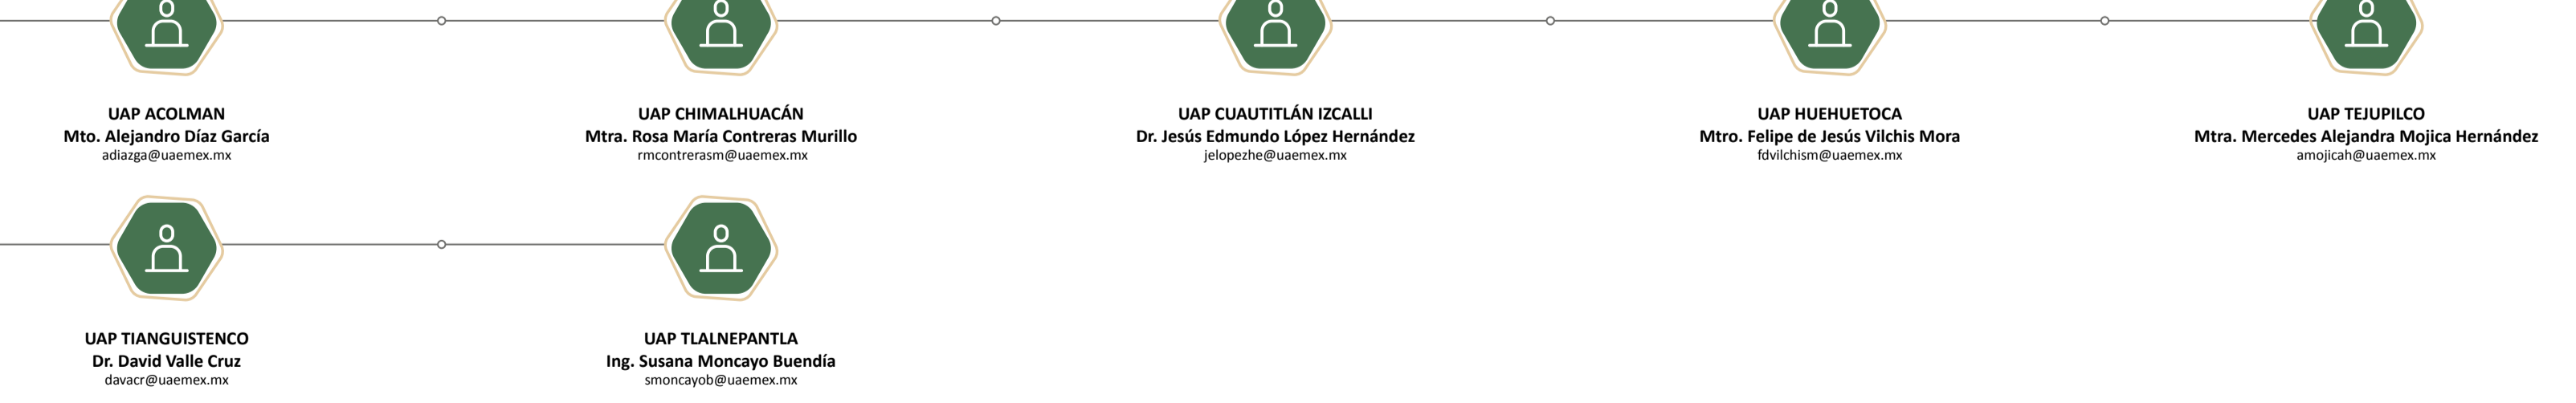 UAP ACOLMAN
Mto. Alejandro Díaz García
adiazga@uaemex.mx
UAP CHIMALHUACÁN
Mtra. Rosa María Contreras Murillo
rmcontrerasm@uaemex.mx
UAP CUAUTITLÁN IZCALLI
Dr. Jesús Edmundo López Hernández
jelopezhe@uaemex.mx
UAP HUEHUETOCA
Mtro. Felipe de Jesús Vilchis Mora
fdvilchism@uaemex.mx
UAP TEJUPILCO
Mtra. Mercedes Alejandra Mojica Hernández
amojicah@uaemex.mx
UAP TIANGUISTENCO
Dr. David Valle Cruz
davacr@uaemex.mx
UAP TLALNEPANTLA
Ing. Susana Moncayo Buendía
smoncayob@uaemex.mx